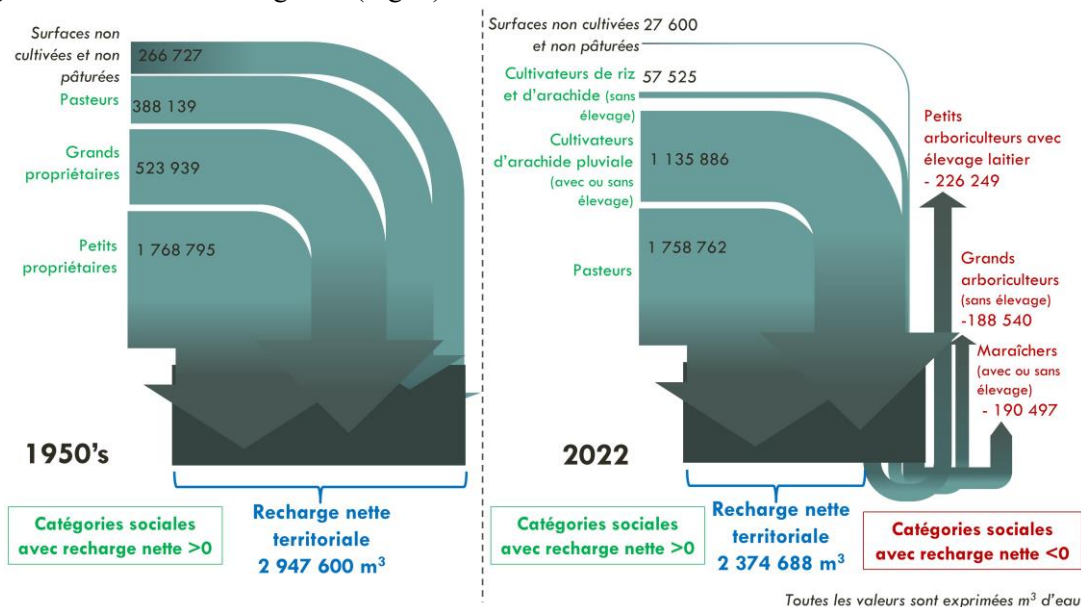 Surfaces non
cultivées et non
pâturées
266 727
Pasteurs
388 139
Grands
propriétaires
523 939
Petits
propriétaires
1 768 795
1950's
Catégories sociales
avec recharge nette >0
Recharge nette
territoriale
2 947 600 m³
Surfaces non cultivées
et non pâturées
27 600
Cultivateurs de riz
et d'arachide (sans
élevage)
57 525
Cultivateurs
d'arachide pluviale
(avec ou sans
élevage)
1 135 886
Pasteurs
1 758 762
Petits
arboriculteurs avec
élevage laitier
- 226 249
Grands
arboriculteurs
(sans élevage)
-188 540
Maraîchers
(avec ou sans
élevage)
- 190 497
2022
Catégories sociales
avec recharge nette >0
Recharge nette
territoriale
2 374 688 m³
Catégories sociales
avec recharge nette <0
Toutes les valeurs sont exprimées m³ d'eau